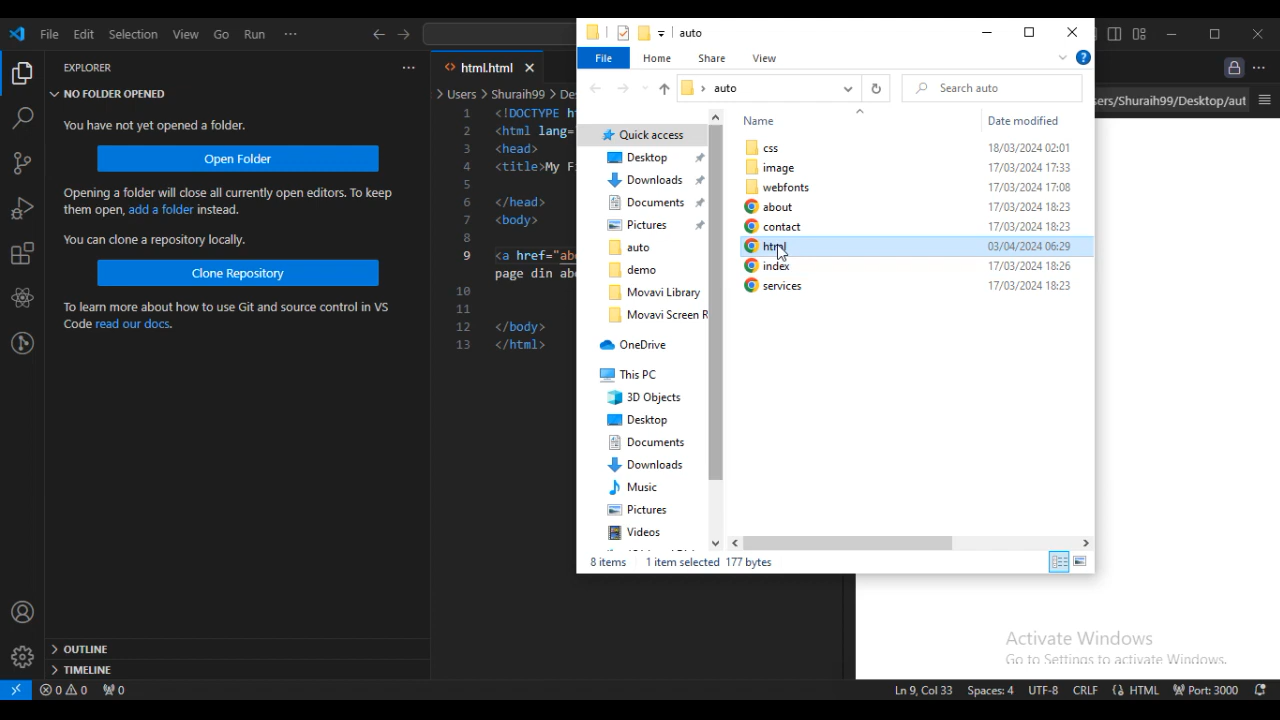 File Edit Selection View Go Run ···
EXPLORER
NO FOLDER OPENED
You have not yet opened a folder.
Open Folder
Opening a folder will close all currently open editors. To keep
them open, add a folder instead.
You can clone a repository locally.
Clone Repository
To learn more about how to use Git and source control in VS
Code read our docs.
OUTLINE
TIMELINE
html.html
Users > Shuraih99 >
1 <!DOCTYPE
2 <html lang=
3 <head>
4 <title>My
5
6 </head>
7 <body>
8
9 <a href="
page din
10
11
12 </body>
13 </html>
auto
File Home Share View
auto
Search auto
Quick access
Desktop
Downloads
Documents
Pictures
auto
demo
Movavi Library
Movavi Screen R
OneDrive
This PC
3D Objects
Desktop
Documents
Downloads
Music
Pictures
Videos
Name Date modified
css 18/03/2024 02:01
image 17/03/2024 17:33
webfonts 17/03/2024 17:08
about 17/03/2024 18:23
contact 17/03/2024 18:23
html 03/04/2024 06:29
index 17/03/2024 18:26
services 17/03/2024 18:23
8 items 1 item selected 177 bytes
ers/Shuraih99/Desktop/aut
Activate Windows
Go to Settings to activate Windows.
0 0 0 Ln 9, Col 33 Spaces: 4 UTF-8 CRLF HTML Port: 3000